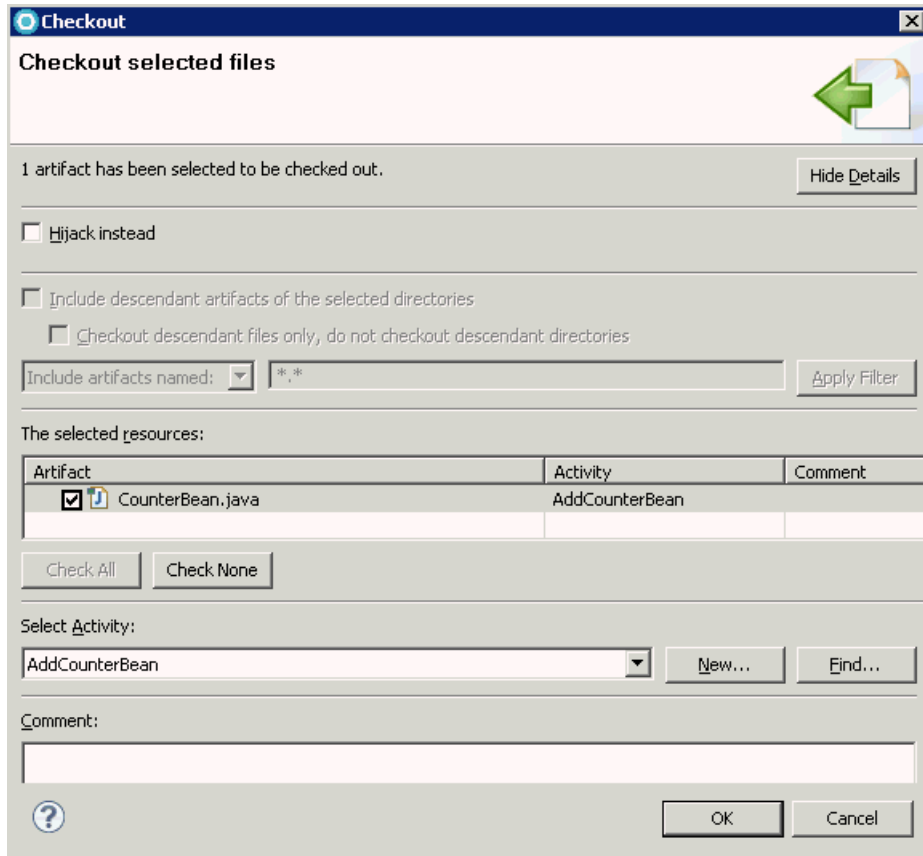 Checkout
Checkout selected files
1 artifact has been selected to be checked out.
Hide Details
Hijack instead
Include descendant artifacts of the selected directories
Checkout descendant files only, do not checkout descendant directories
Include artifacts named: *.* Apply Filter
The selected resources:
Artifact Activity Comment
CounterBean.java AddCounterBean
Check All Check None
Select Activity:
AddCounterBean New... Find...
Comment:
OK Cancel